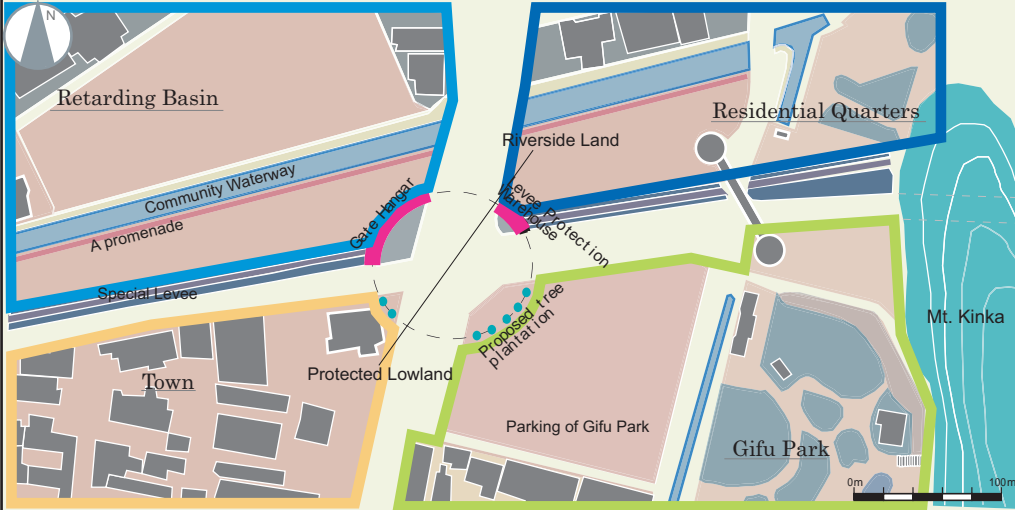 N
Retarding Basin
Residential Quarters
Riverside Land
Community Waterway
A promenade
Gate Hangar
Levee Protection
Warehouse
Special Levee
Proposed tree
plantation
Mt. Kinka
Protected Lowland
Town
Parking of Gifu Park
Gifu Park
0m
100m